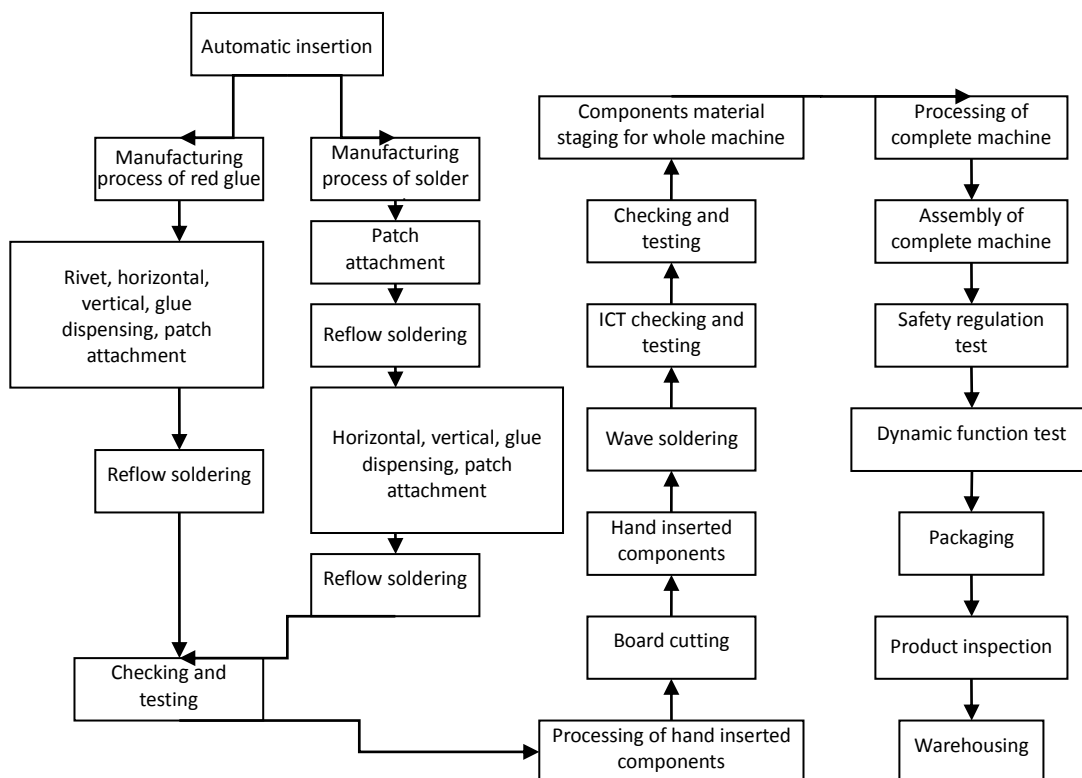 Automatic insertion
Manufacturing
process of red glue
Rivet, horizontal,
vertical, glue
dispensing, patch
attachment
Reflow soldering
Manufacturing
process of solder
Patch
attachment
Reflow soldering
Horizontal, vertical, glue
dispensing, patch
attachment
Reflow soldering
Checking and
testing
Processing of hand inserted
components
Board cutting
Hand inserted
components
Wave soldering
ICT checking and
testing
Checking and
testing
Components material
staging for whole machine
Processing of
complete machine
Assembly of
complete machine
Safety regulation
test
Dynamic function test
Packaging
Product inspection
Warehousing